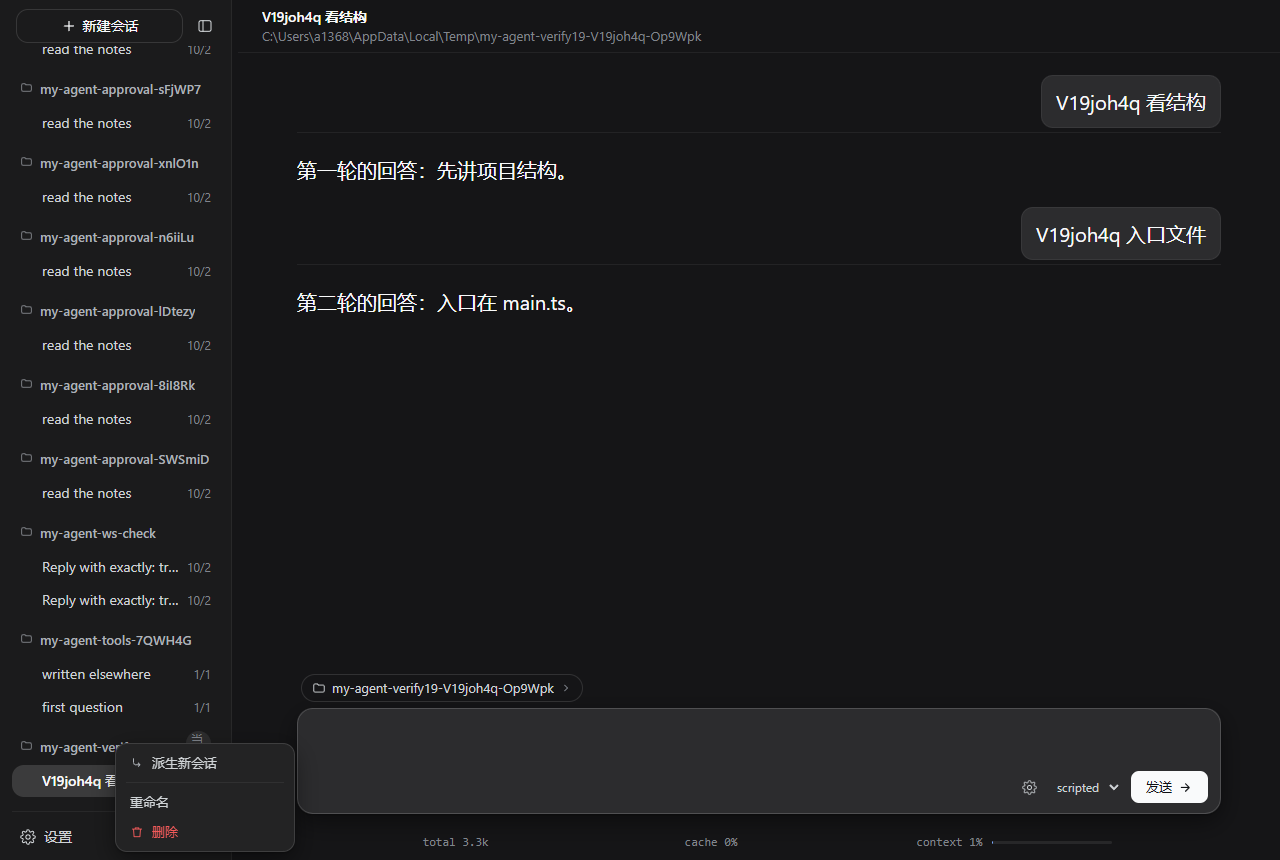 新建会话
read the notes 10/2
my-agent-approval-sFjWP7
read the notes 10/2
my-agent-approval-xnlO1n
read the notes 10/2
my-agent-approval-n6iiLu
read the notes 10/2
my-agent-approval-lDtezy
read the notes 10/2
my-agent-approval-8iI8Rk
read the notes 10/2
my-agent-approval-SWSmiD
read the notes 10/2
my-agent-ws-check
Reply with exactly: tr... 10/2
Reply with exactly: tr... 10/2
my-agent-tools-7QWH4G
written elsewhere 1/1
first question 1/1
my-agent-verif
V19joh4q 看
派生新会话
重命名
删除
设置
V19joh4q 看结构
C:\Users\a1368\AppData\Local\Temp\my-agent-verify19-V19joh4q-Op9Wpk
V19joh4q 看结构
第一轮的回答：先讲项目结构。
V19joh4q 入口文件
第二轮的回答：入口在 main.ts。
my-agent-verify19-V19joh4q-Op9Wpk
scripted
发送
total 3.3k cache 0% context 1%